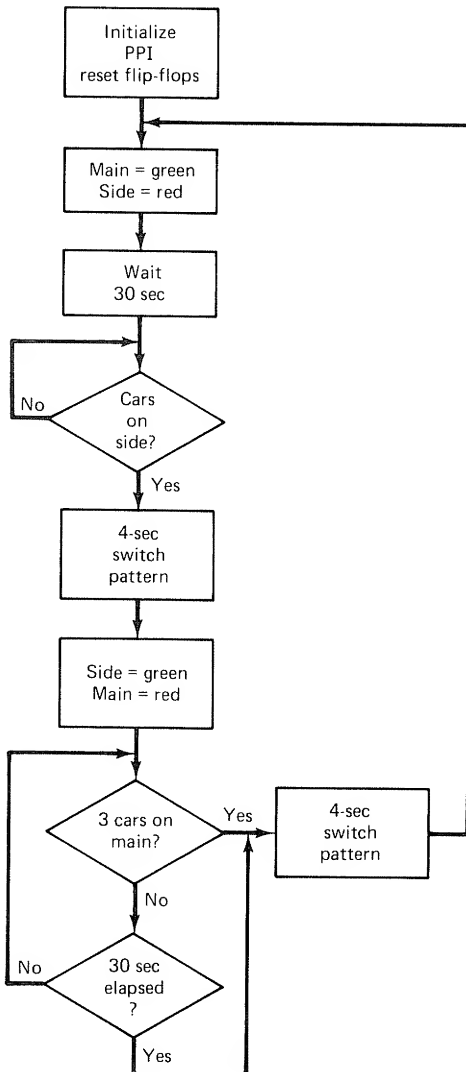 Initialize
PPI
reset flip-flops
Main = green
Side = red
Wait
30 sec
Cars
on
side?
No
Yes
4-sec
switch
pattern
Side = green
Main = red
3 cars on
main?
Yes
4-sec
switch
pattern
No
30 sec
elapsed
?
No
Yes